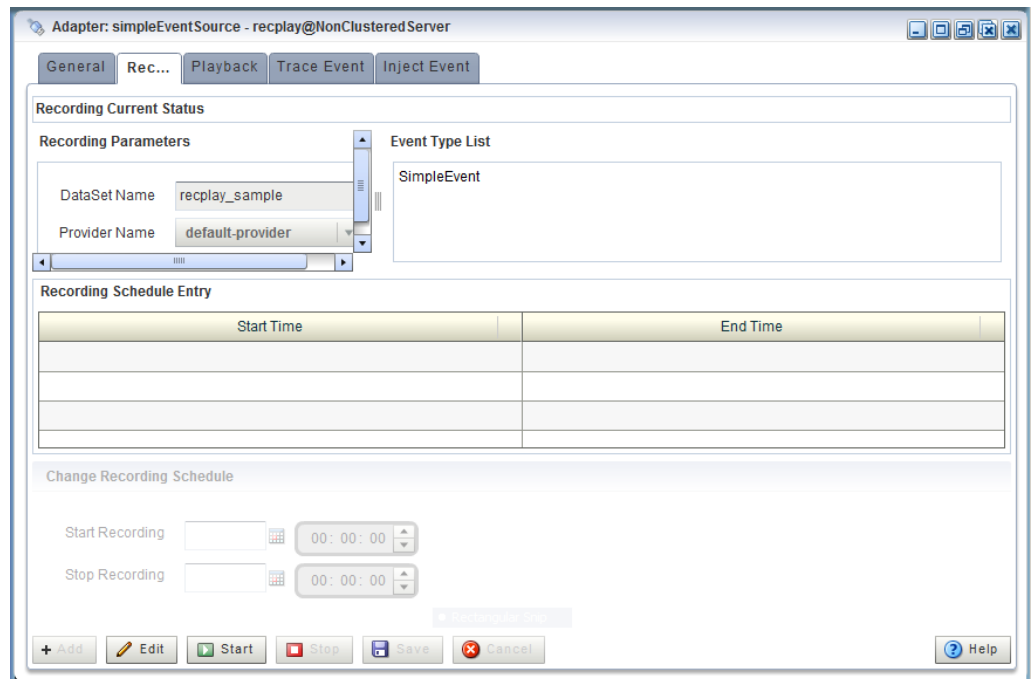 Adapter: simpleEventSource - recplay@NonClusteredServer
General Rec... Playback Trace Event Inject Event
Recording Current Status
Recording Parameters
DataSet Name recplay_sample
Provider Name default-provider
Event Type List
SimpleEvent
Recording Schedule Entry
Start Time End Time
Change Recording Schedule
Start Recording 00: 00: 00
Stop Recording 00: 00: 00
Rectangular Snip
+ Add Edit Start Stop Save Cancel ? Help